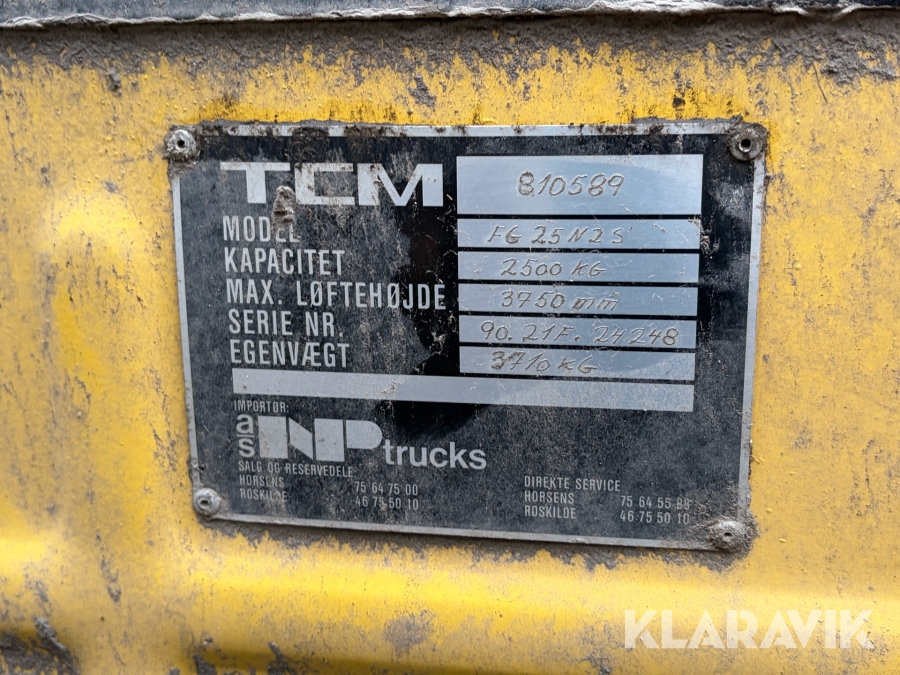 TCM 810589
MODEL FG 25N2S
KAPACITET 2500 KG
MAX. LØFTEHØJDE 3750 mm
SERIE NR. 90.21F.24248
EGENVÆGT 3710 KG
IMPORTØR:
a/s INP trucks
SALG OG RESERVEDELE
HORSENS 75 64 75 00
ROSKILDE 46 75 50 10
DIREKTE SERVICE
HORSENS 75 64 55 88
ROSKILDE 46 75 50 10
KLARAVIK